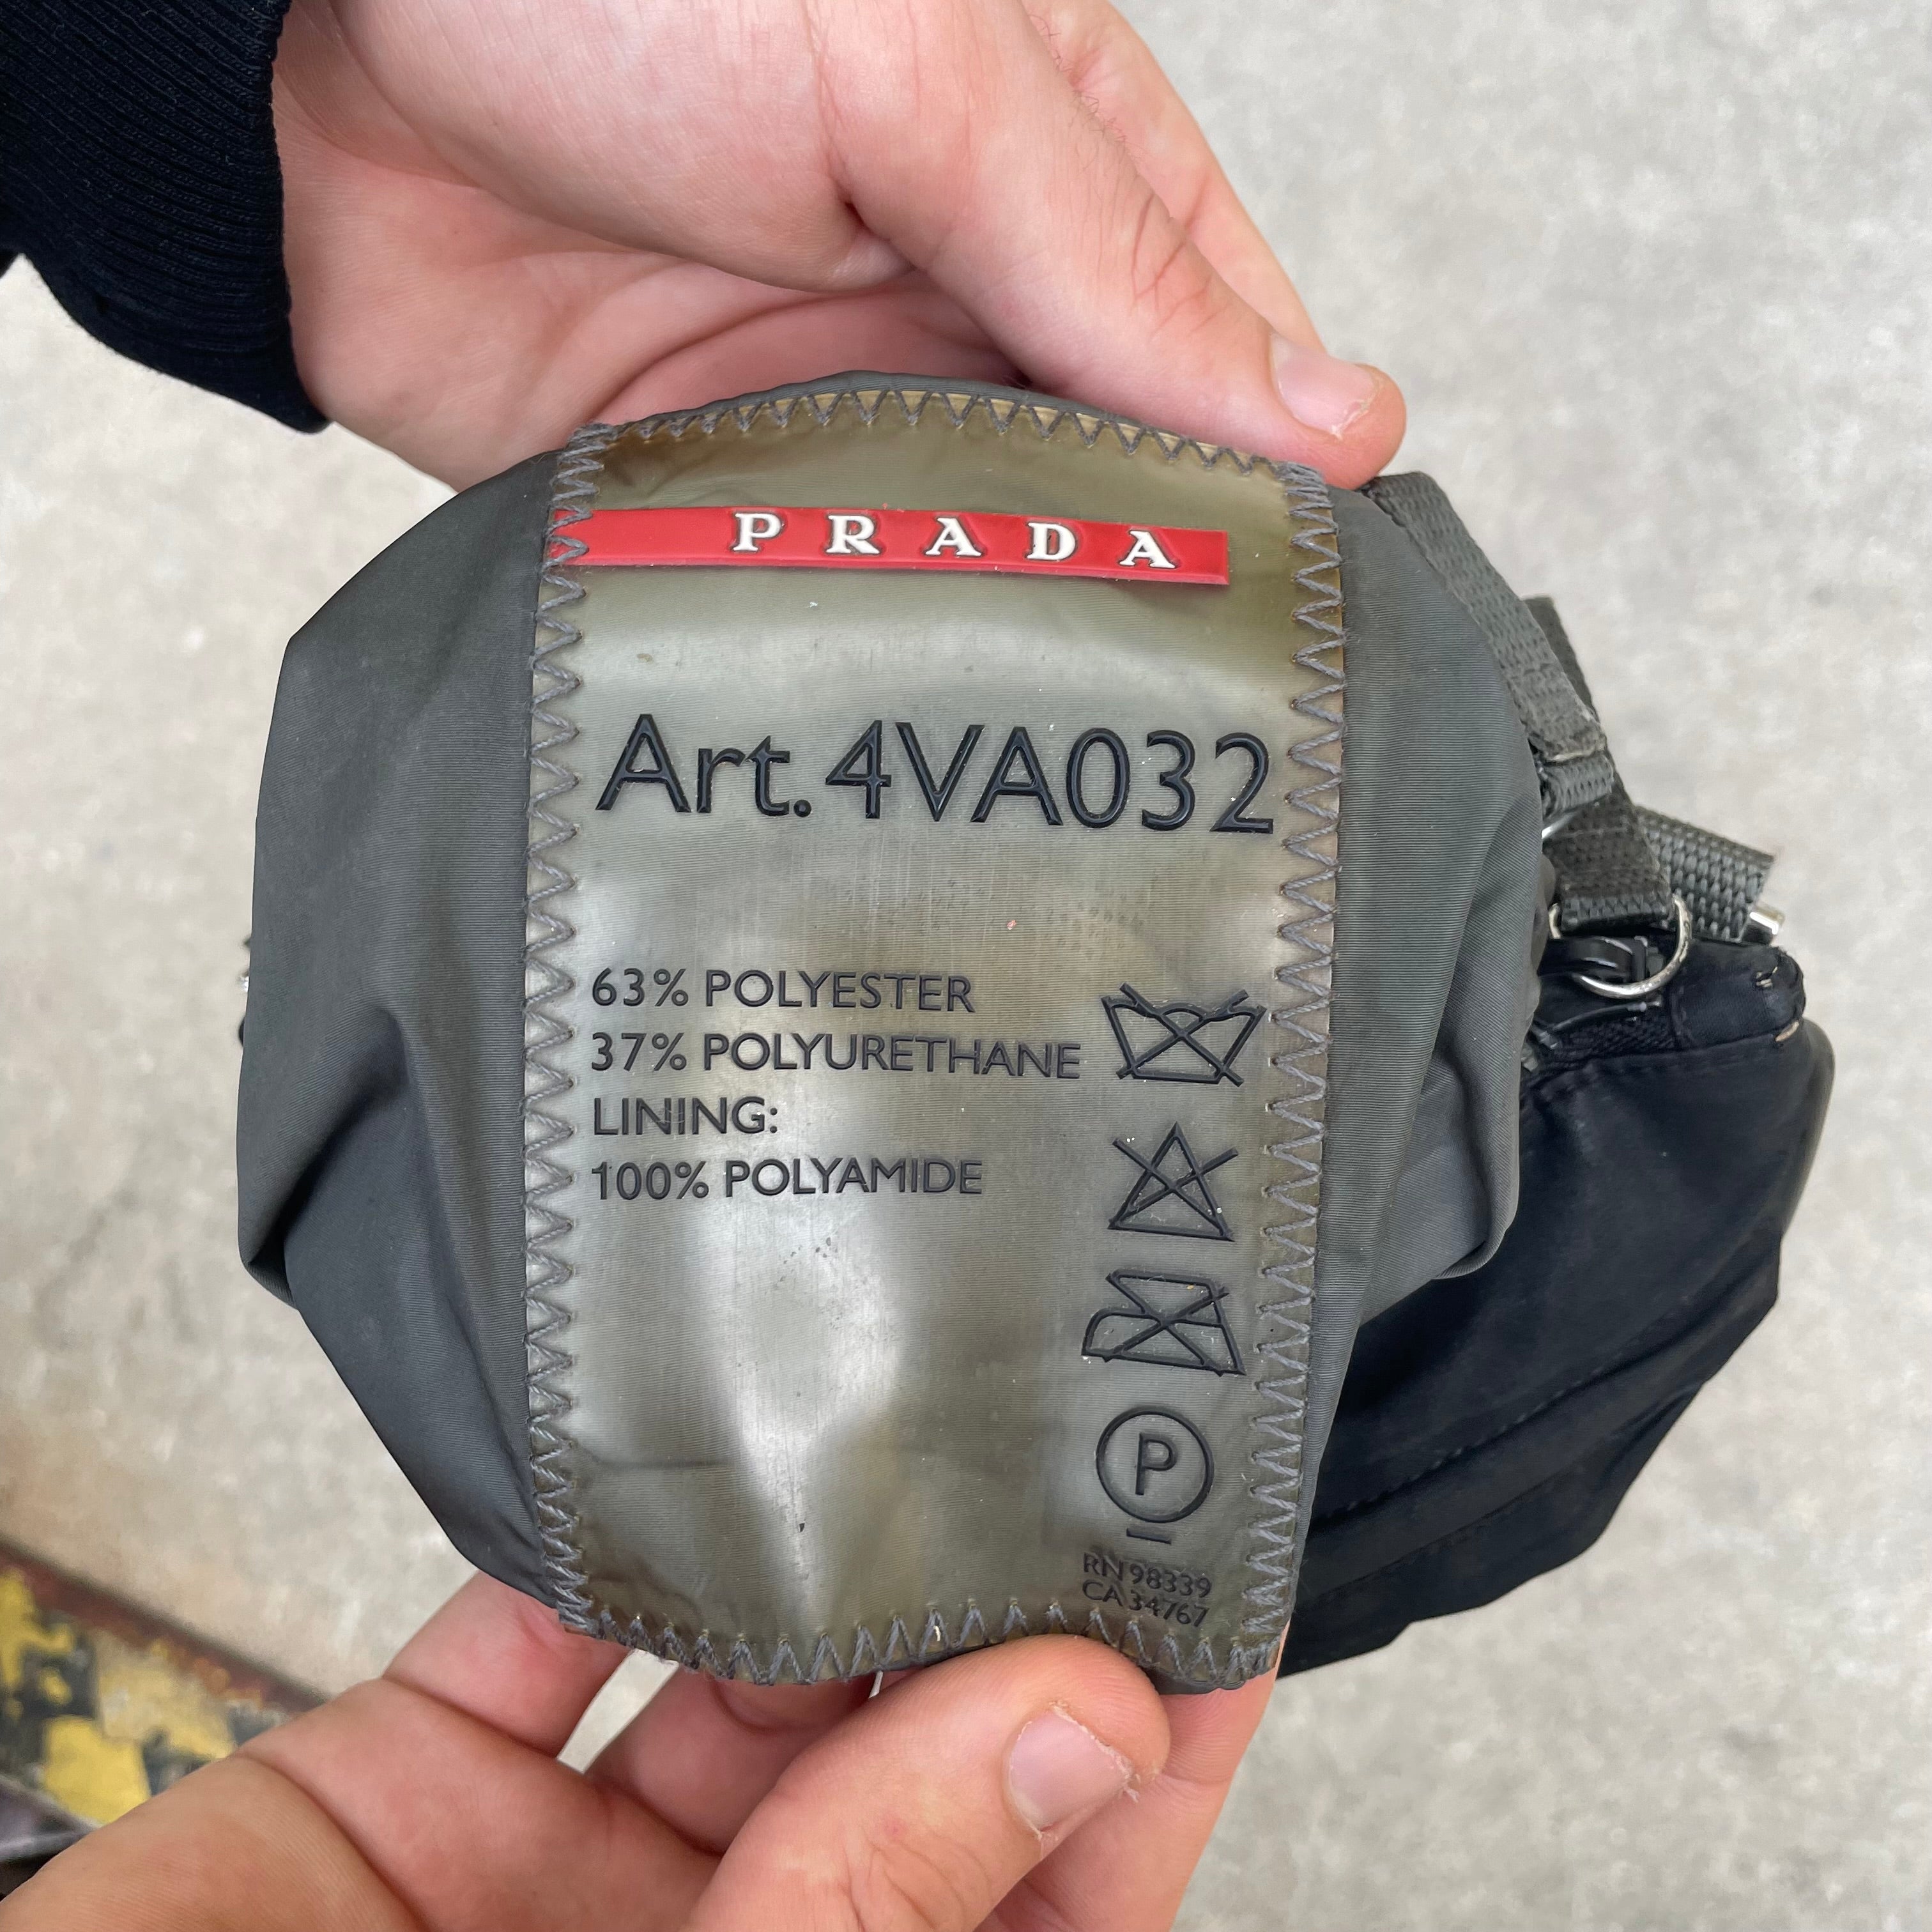 PRADA
Art. 4VA032
63% POLYESTER
37% POLYURETHANE
LINING:
100% POLYAMIDE
P
RN 98339
CA 34767